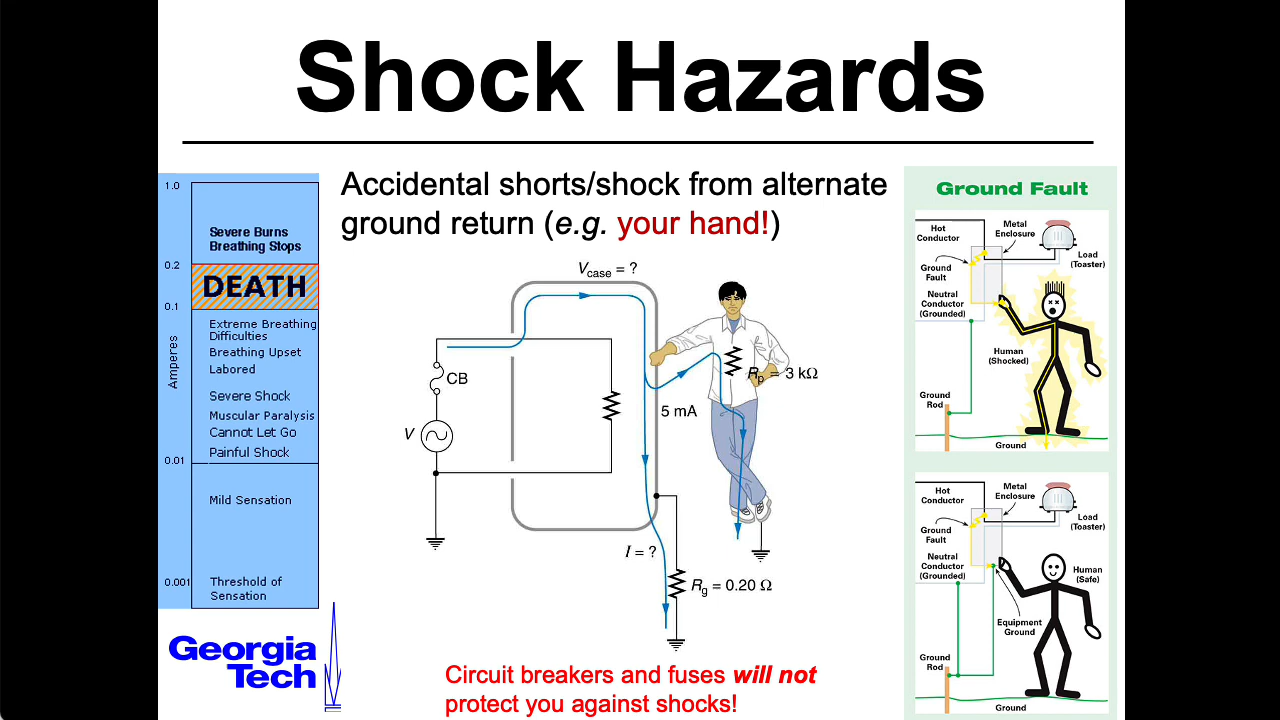 Shock Hazards
1.0
Severe Burns
Breathing Stops
0.2
DEATH
0.1
Extreme Breathing
Difficulties
Breathing Upset
Labored
Severe Shock
Muscular Paralysis
Cannot Let Go
Painful Shock
0.01
Mild Sensation
0.001
Threshold of
Sensation
Amperes
Georgia
Tech
Accidental shorts/shock from alternate
ground return (e.g. your hand!)
Vcase = ?
CB
V
Rp = 3 kΩ
5 mA
I = ?
Rg = 0.20 Ω
Circuit breakers and fuses will not
protect you against shocks!
Ground Fault
Hot
Conductor
Metal
Enclosure
Load
(Toaster)
Ground
Fault
Neutral
Conductor
(Grounded)
Human
(Shocked)
Ground
Rod
Ground
Hot
Conductor
Metal
Enclosure
Load
(Toaster)
Ground
Fault
Neutral
Conductor
(Grounded)
Human
(Safe)
Equipment
Ground
Ground
Rod
Ground